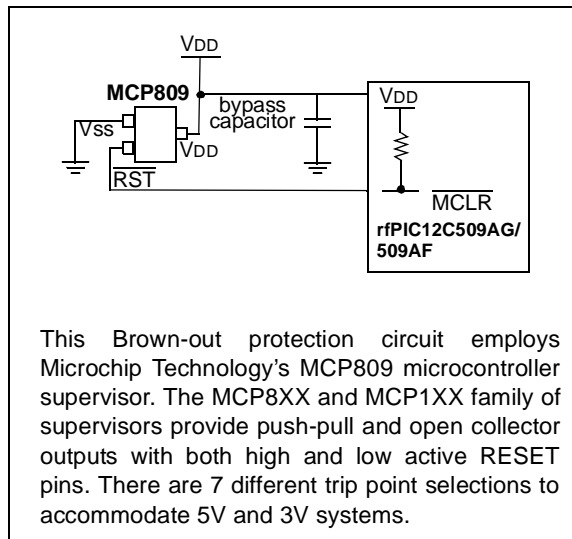 VDD
MCP809
bypass
capacitor
VDD
Vss
VDD
RST
MCLR
rfPIC12C509AG/
509AF
This Brown-out protection circuit employs
Microchip Technology's MCP809 microcontroller
supervisor. The MCP8XX and MCP1XX family of
supervisors provide push-pull and open collector
outputs with both high and low active RESET
pins. There are 7 different trip point selections to
accommodate 5V and 3V systems.